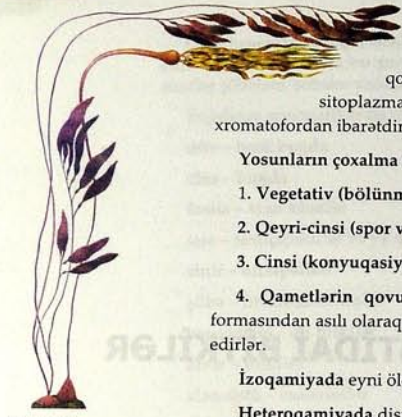 qo
sitoplazma
xromatofordan ibarətdir
Yosunların çoxalma
1. Vegetativ (bölünm
2. Qeyri-cinsi (spor v
3. Cinsi (konyuqasiy
4. Qametlərin qovu
formasından asılı olaraq
edirlər.
İzoqamiyada eyni öl
Heteroqamiyada dis